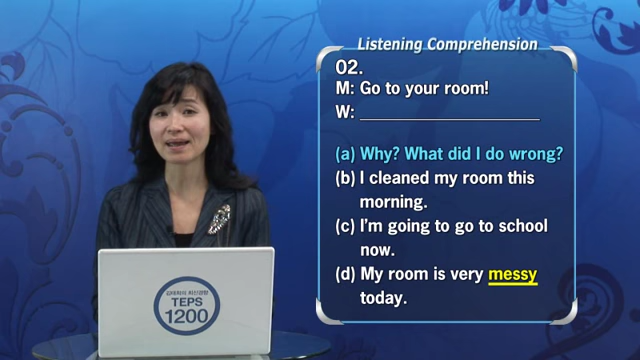 Listening Comprehension
02.
M: Go to your room!
W: ____________________
(a) Why? What did I do wrong?
(b) I cleaned my room this
morning.
(c) I'm going to go to school
now.
(d) My room is very messy
today.
TEPS
1200